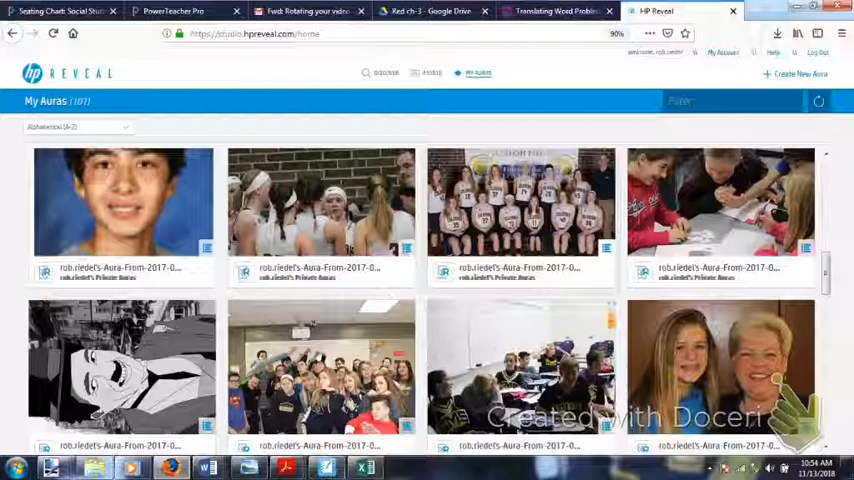 Seating Chart: Social Stud
PowerTeacher Pro
Fwd: Rotating your video
Red ch-3 - Google Drive
Translating Word Problem
HP Reveal
https://studio.hpreveal.com/home
90%
welcome, rob.riedel
My Account
Help
Log Out
hp REVEAL
DISCOVER
MY AURAS
Create New Aura
My Auras (107)
Filter
Alphabetical (A-Z)
rob.riedel's-Aura-From-2017-0...
rob.riedel's-Aura-From-2017-0...
rob.riedel's-Aura-From-2017-0...
rob.riedel's-Aura-From-2017-0...
rob.riedel's Private Auras
rob.riedel's Private Auras
rob.riedel's Private Auras
rob.riedel's Private Auras
Created with Doceri
rob.riedel's-Aura-From-2017-0...
rob.riedel's-Aura-From-2017-0...
rob.riedel's-Aura-From-2017-0...
rob.riedel's-Aura-From-2017-0...
10:54 AM
11/13/2018